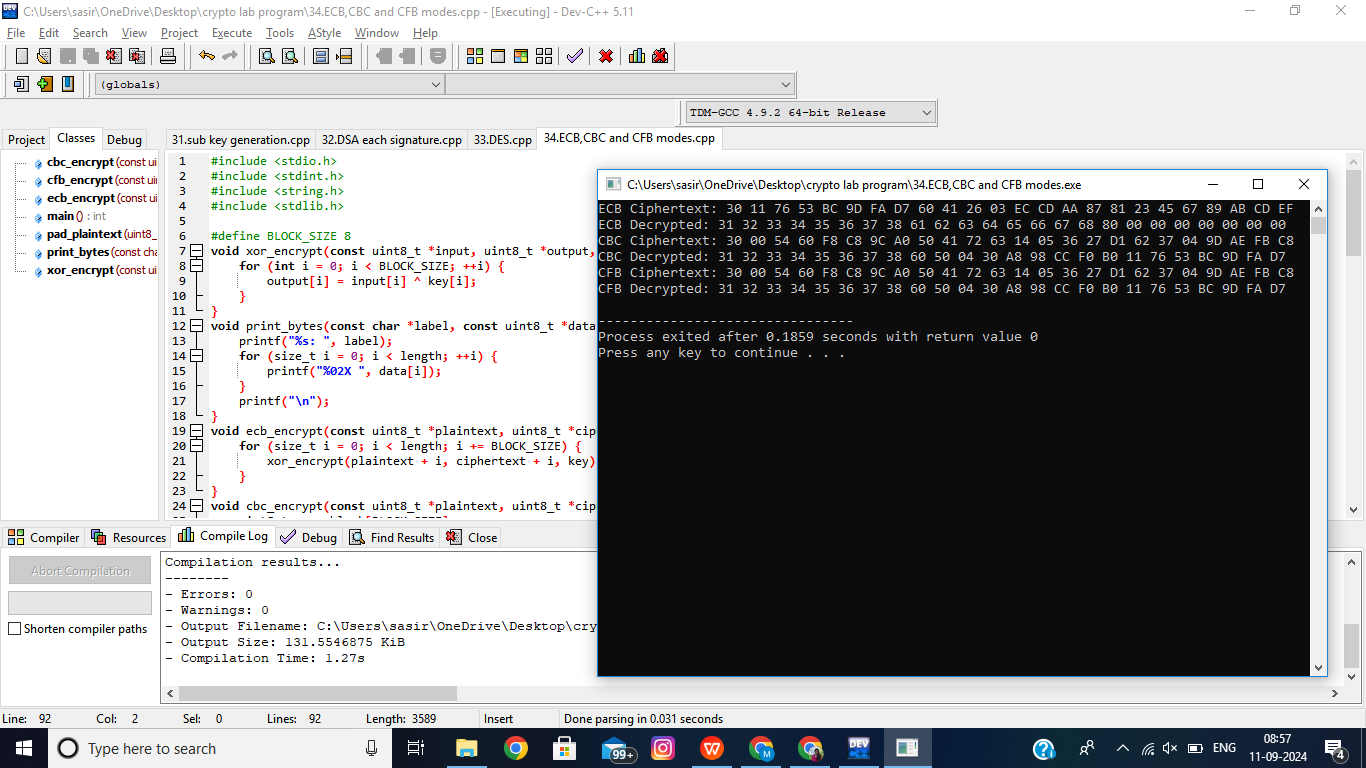 C:\Users\sasir\OneDrive\Desktop\crypto lab program\34.ECB,CBC and CFB modes.cpp - [Executing] - Dev-C++ 5.11
File Edit Search View Project Execute Tools AStyle Window Help
(globals)
TDM-GCC 4.9.2 64-bit Release
Project Classes Debug
31.sub key generation.cpp 32.DSA each signature.cpp 33.DES.cpp 34.ECB,CBC and CFB modes.cpp
cbc_encrypt (const ui
cfb_encrypt (const ui
ecb_encrypt (const ui
main () : int
pad_plaintext (uint8_
print_bytes (const cha
xor_encrypt (const ui
1 #include <stdio.h>
2 #include <stdint.h>
3 #include <string.h>
4 #include <stdlib.h>
5
6 #define BLOCK_SIZE 8
7 void xor_encrypt(const uint8_t *input, uint8_t *output,
8 for (int i = 0; i < BLOCK_SIZE; ++i) {
9 output[i] = input[i] ^ key[i];
10 }
11 }
12 void print_bytes(const char *label, const uint8_t *data
13 printf("%s: ", label);
14 for (size_t i = 0; i < length; ++i) {
15 printf("%02X ", data[i]);
16 }
17 printf("\n");
18 }
19 void ecb_encrypt(const uint8_t *plaintext, uint8_t *cip
20 for (size_t i = 0; i < length; i += BLOCK_SIZE) {
21 xor_encrypt(plaintext + i, ciphertext + i, key)
22 }
23 }
24 void cbc_encrypt(const uint8_t *plaintext, uint8_t *cip
C:\Users\sasir\OneDrive\Desktop\crypto lab program\34.ECB,CBC and CFB modes.exe
ECB Ciphertext: 30 11 76 53 BC 9D FA D7 60 41 26 03 EC CD AA 87 81 23 45 67 89 AB CD EF
ECB Decrypted: 31 32 33 34 35 36 37 38 61 62 63 64 65 66 67 68 80 00 00 00 00 00 00 00
CBC Ciphertext: 30 00 54 60 F8 C8 9C A0 50 41 72 63 14 05 36 27 D1 62 37 04 9D AE FB C8
CBC Decrypted: 31 32 33 34 35 36 37 38 60 50 04 30 A8 98 CC F0 B0 11 76 53 BC 9D FA D7
CFB Ciphertext: 30 00 54 60 F8 C8 9C A0 50 41 72 63 14 05 36 27 D1 62 37 04 9D AE FB C8
CFB Decrypted: 31 32 33 34 35 36 37 38 60 50 04 30 A8 98 CC F0 B0 11 76 53 BC 9D FA D7
--------------------------------
Process exited after 0.1859 seconds with return value 0
Press any key to continue . . .
Compiler Resources Compile Log Debug Find Results Close
Abort Compilation
Shorten compiler paths
Compilation results...
--------
- Errors: 0
- Warnings: 0
- Output Filename: C:\Users\sasir\OneDrive\Desktop\cry
- Output Size: 131.5546875 KiB
- Compilation Time: 1.27s
Line: 92 Col: 2 Sel: 0 Lines: 92 Length: 3589 Insert Done parsing in 0.031 seconds
Type here to search
99+
ENG
08:57
11-09-2024
4